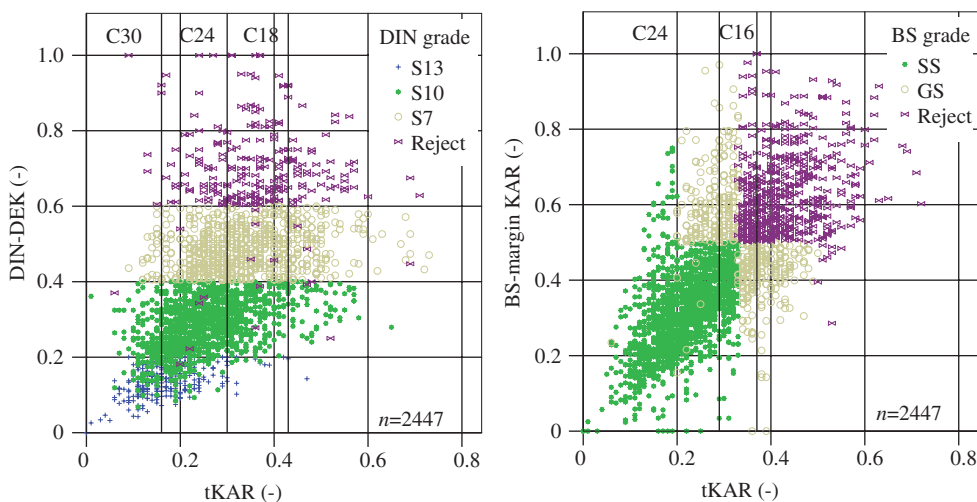 C30 C24 C18
DIN grade
S13
S10
S7
Reject
1.0
0.8
0.6
0.4
0.2
0
DIN-DEK (-)
n=2447
0 0.2 0.4 0.6 0.8
tKAR (-)
C24 C16
BS grade
SS
GS
Reject
1.0
0.8
0.6
0.4
0.2
0
BS-margin KAR (-)
n=2447
0 0.2 0.4 0.6 0.8
tKAR (-)